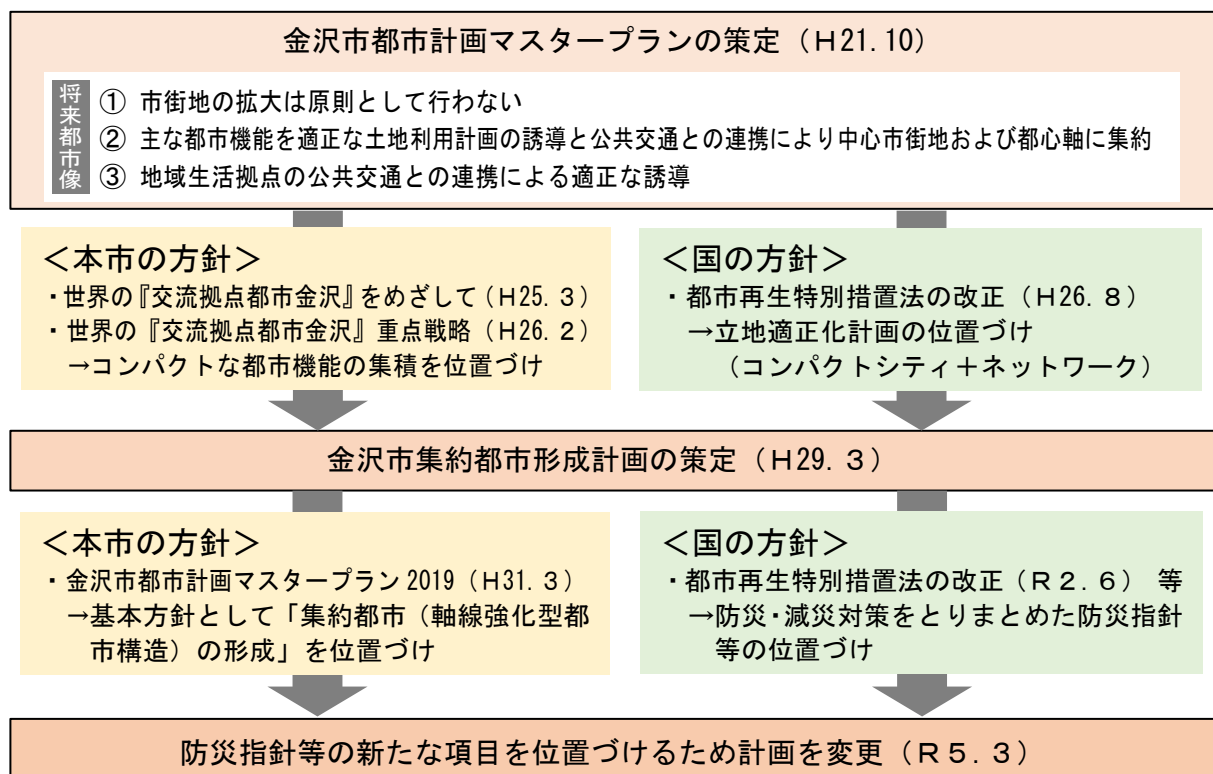 金沢市都市計画マスタープランの策定（Ｈ21.10）
将来都市像
① 市街地の拡大は原則として行わない
② 主な都市機能を適正な土地利用計画の誘導と公共交通との連携により中心市街地および都心軸に集約
③ 地域生活拠点の公共交通との連携による適正な誘導
＜本市の方針＞
・世界の『交流拠点都市金沢』をめざして（Ｈ25.３）
・世界の『交流拠点都市金沢』重点戦略（Ｈ26.２）
→コンパクトな都市機能の集積を位置づけ
＜国の方針＞
・都市再生特別措置法の改正（Ｈ26.８）
→立地適正化計画の位置づけ
（コンパクトシティ＋ネットワーク）
金沢市集約都市形成計画の策定（Ｈ29.３）
＜本市の方針＞
・金沢市都市計画マスタープラン2019（Ｈ31.３）
→基本方針として「集約都市（軸線強化型都
市構造）の形成」を位置づけ
＜国の方針＞
・都市再生特別措置法の改正（Ｒ２.６） 等
→防災・減災対策をとりまとめた防災指針
等の位置づけ
防災指針等の新たな項目を位置づけるため計画を変更（Ｒ５.３）